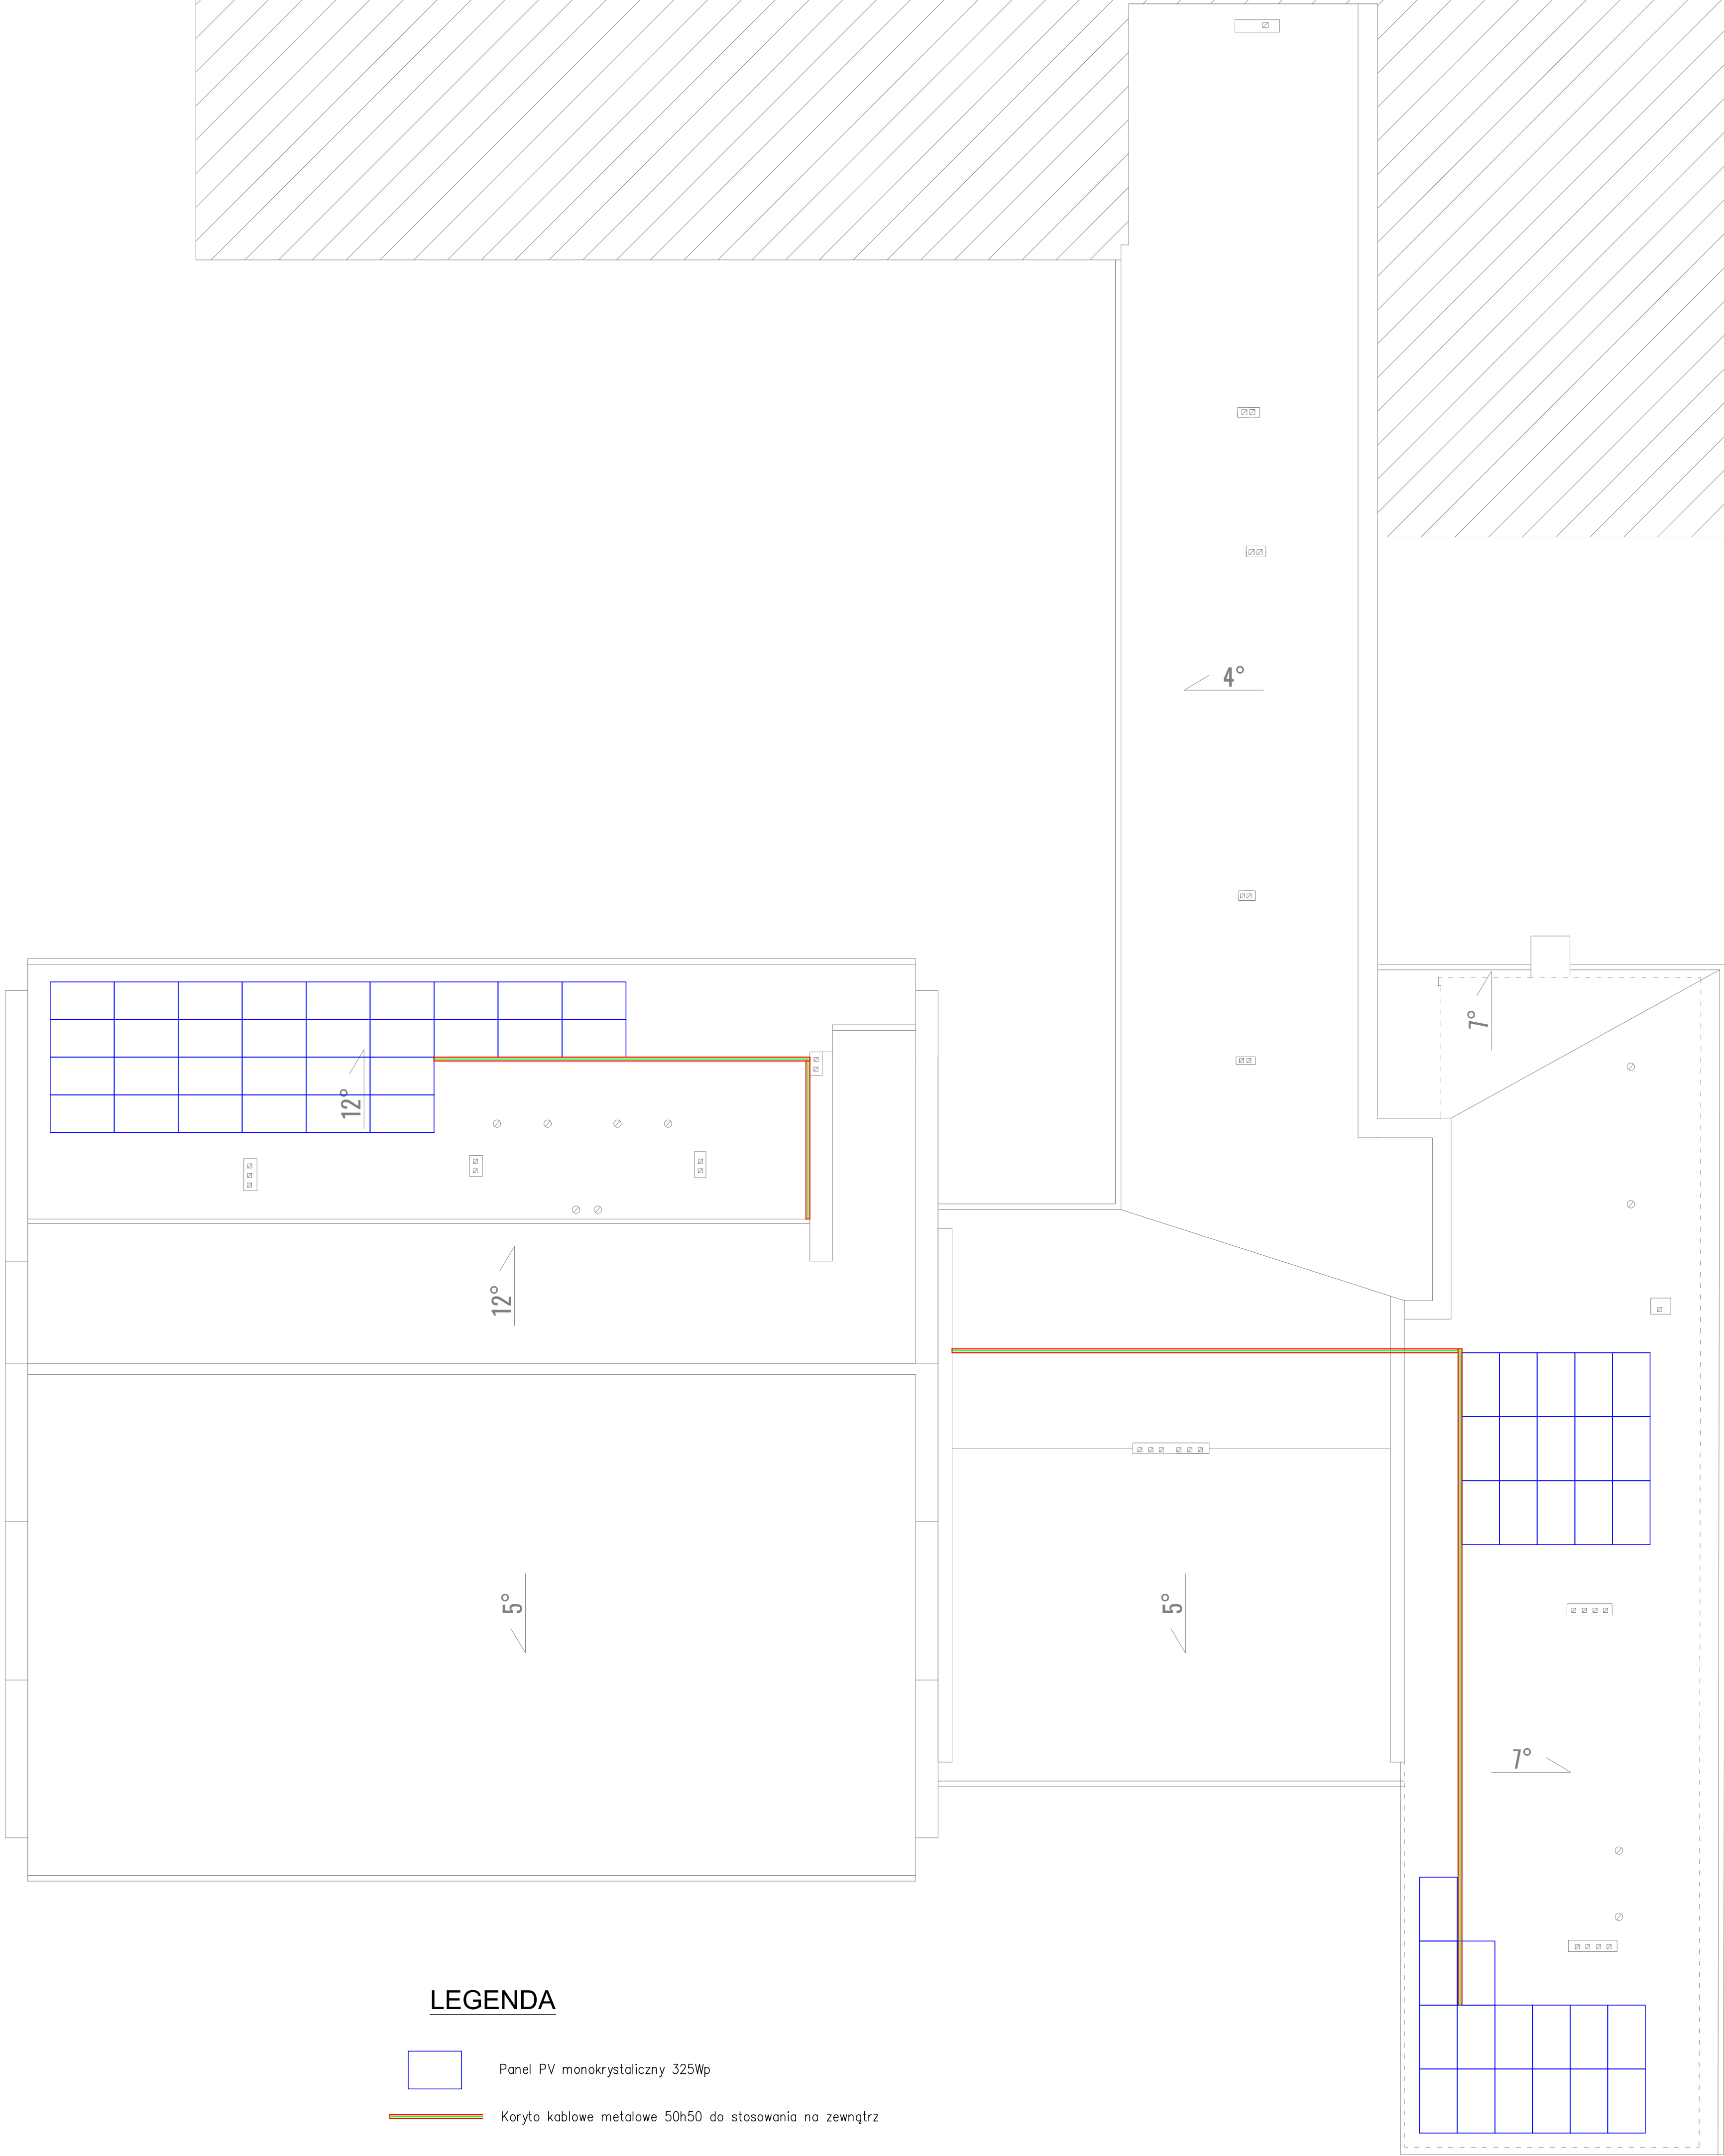 4°
7°
12°
12°
5°
5°
7°
LEGENDA
Panel PV monokrystaliczny 325Wp
Koryto kablowe metalowe 50h50 do stosowania na zewnątrz